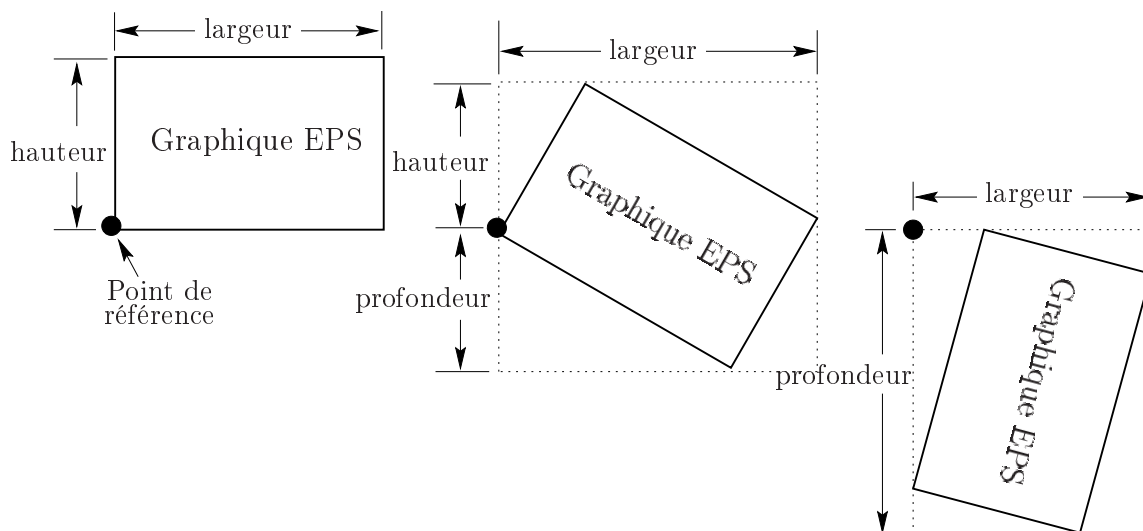 largeur
hauteur
Graphique EPS
Point de
référence
largeur
hauteur
Graphique EPS
profondeur
largeur
profondeur
Graphique EPS